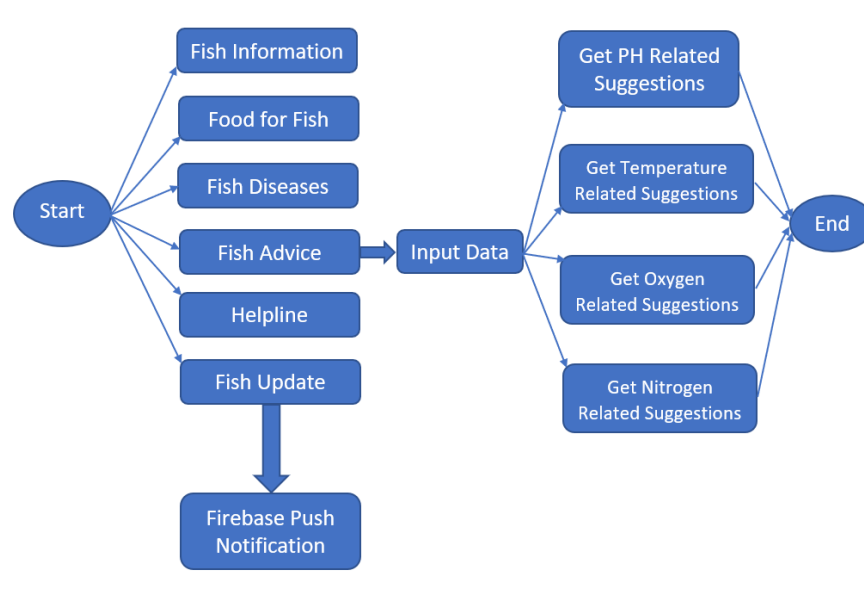 Start
Fish Information
Food for Fish
Fish Diseases
Fish Advice
Helpline
Fish Update
Firebase Push
Notification
Input Data
Get PH Related
Suggestions
Get Temperature
Related Suggestions
Get Oxygen
Related Suggestions
Get Nitrogen
Related Suggestions
End